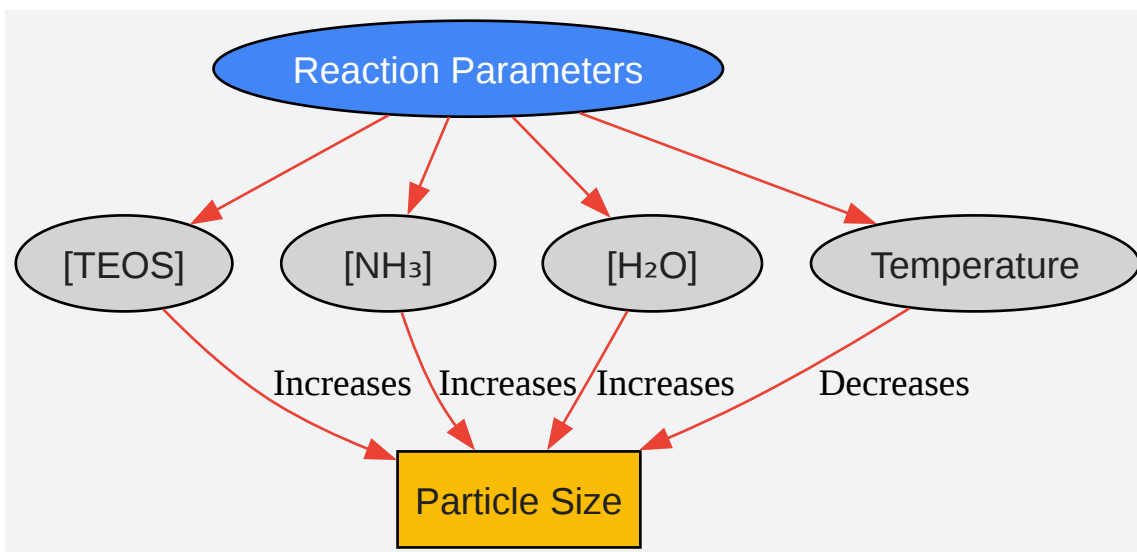 Reaction Parameters
[TEOS]
[NH₃]
[H₂O]
Temperature
Increases
Increases
Increases
Decreases
Particle Size